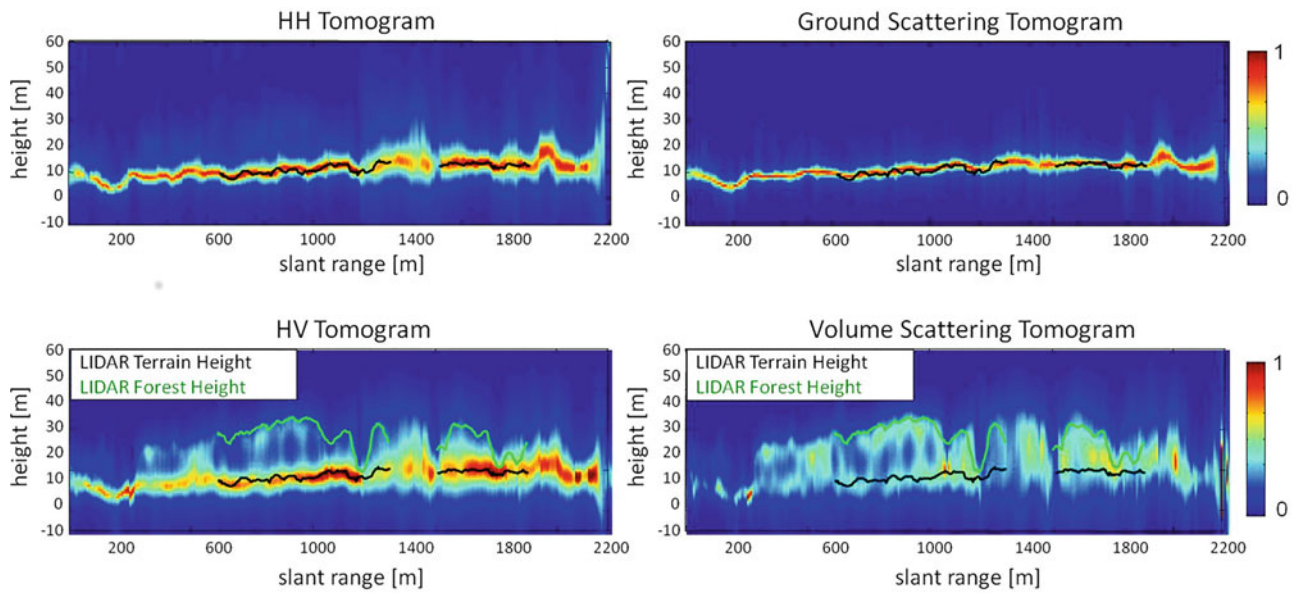 HH Tomogram
60
50
40
30
20
10
0
-10
height [m]
200 600 1000 1400 1800 2200
slant range [m]
Ground Scattering Tomogram
60
50
40
30
20
10
0
-10
height [m]
200 600 1000 1400 1800 2200
slant range [m]
1
0
HV Tomogram
LIDAR Terrain Height
LIDAR Forest Height
60
50
40
30
20
10
0
-10
height [m]
200 600 1000 1400 1800 2200
slant range [m]
Volume Scattering Tomogram
LIDAR Terrain Height
LIDAR Forest Height
60
50
40
30
20
10
0
-10
height [m]
200 600 1000 1400 1800 2200
slant range [m]
1
0